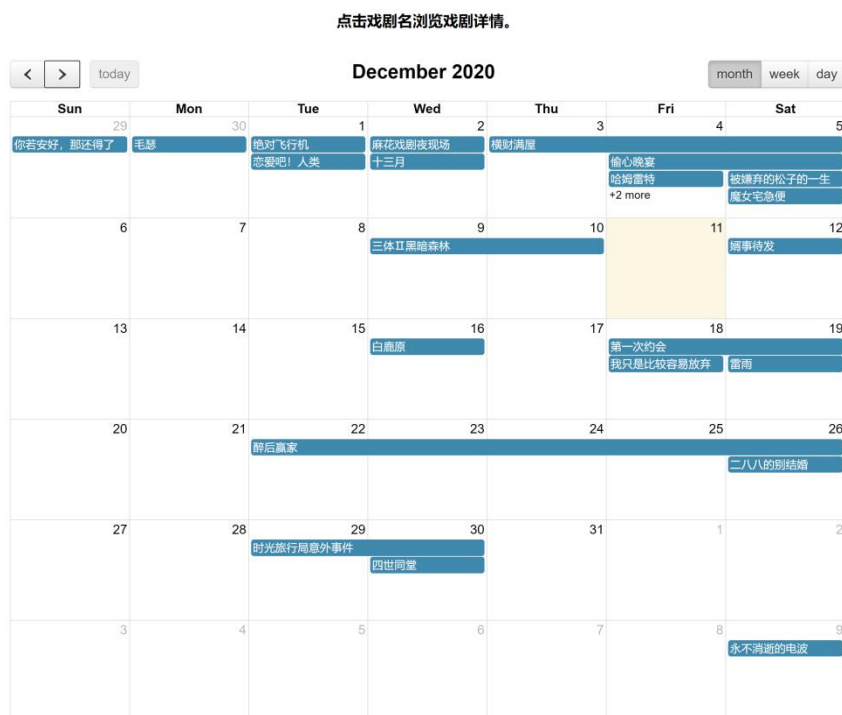 点击戏剧名浏览戏剧详情。
today
December 2020
month week day
Sun Mon Tue Wed Thu Fri Sat
29 30 1 2 3 4 5
你若安好，那还得了 毛瑟 绝对飞行机 麻花戏剧夜现场 横财满屋
恋爱吧！人类 十三月 偷心晚宴
哈姆雷特 被嫌弃的松子的一生
+2 more 魔女宅急便
6 7 8 9 10 11 12
三体II黑暗森林 婿事待发
13 14 15 16 17 18 19
白鹿原 第一次约会
我只是比较容易放弃 雷雨
20 21 22 23 24 25 26
醉后赢家
二八八的别结婚
27 28 29 30 31 1 2
时光旅行局意外事件
四世同堂
3 4 5 6 7 8 9
永不消逝的电波